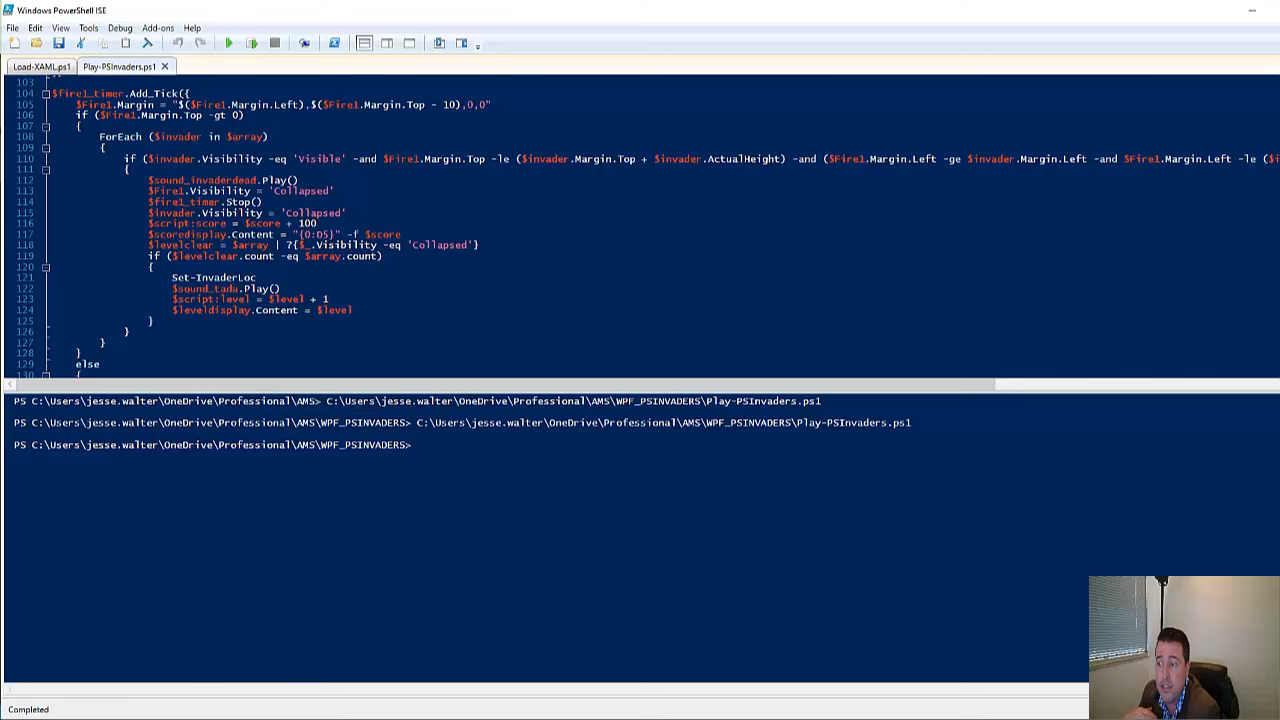 Windows PowerShell ISE
File Edit View Tools Debug Add-ons Help
Load-XAML.ps1 Play-PSInvaders.ps1
103
104 $fire1_timer.Add_Tick({
105 $Fire1.Margin = "$($Fire1.Margin.Left),$($Fire1.Margin.Top - 10),0,0"
106 if ($Fire1.Margin.Top -gt 0)
107 {
108 ForEach ($invader in $array)
109 {
110 if ($invader.Visibility -eq 'Visible' -and $Fire1.Margin.Top -le ($invader.Margin.Top + $invader.ActualHeight) -and ($Fire1.Margin.Left -ge $invader.Margin.Left -and $Fire1.Margin.Left -le ($i
111 {
112 $sound_invaderdead.Play()
113 $Fire1.Visibility = 'Collapsed'
114 $fire1_timer.Stop()
115 $invader.Visibility = 'Collapsed'
116 $script:score = $score + 100
117 $scoredisplay.Content = "{0:D5}" -f $score
118 $levelclear = $array | ?{$_.Visibility -eq 'Collapsed'}
119 if ($levelclear.count -eq $array.count)
120 {
121 Set-InvaderLoc
122 $sound_tada.Play()
123 $script:level = $level + 1
124 $leveldisplay.Content = $level
125 }
126 }
127 }
128 }
129 else
130 {
PS C:\Users\jesse.walter\OneDrive\Professional\AMS> C:\Users\jesse.walter\OneDrive\Professional\AMS\WPF_PSINVADERS\Play-PSInvaders.ps1
PS C:\Users\jesse.walter\OneDrive\Professional\AMS\WPF_PSINVADERS> C:\Users\jesse.walter\OneDrive\Professional\AMS\WPF_PSINVADERS\Play-PSInvaders.ps1
PS C:\Users\jesse.walter\OneDrive\Professional\AMS\WPF_PSINVADERS>
Completed